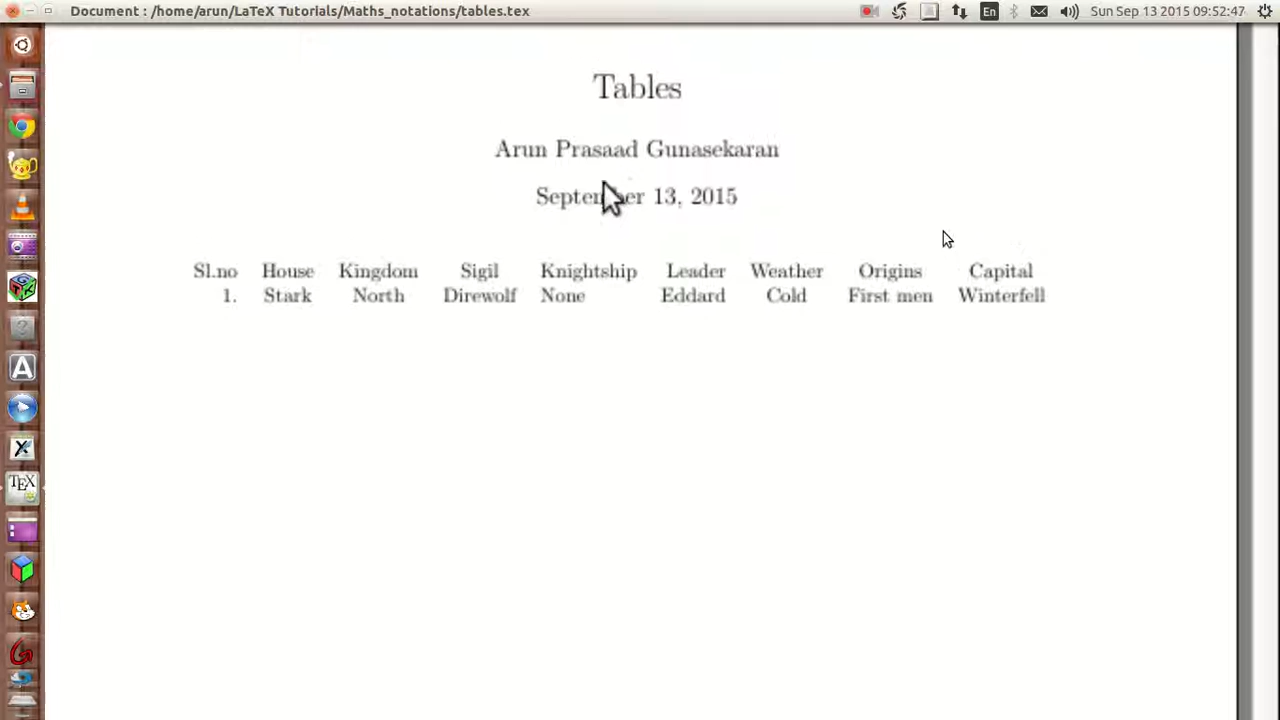 Document : /home/arun/LaTeX Tutorials/Maths_notations/tables.tex En Sun Sep 13 2015 09:52:47
Tables
Arun Prasaad Gunasekaran
September 13, 2015
Sl.no House Kingdom Sigil Knightship Leader Weather Origins Capital
1. Stark North Direwolf None Eddard Cold First men Winterfell
A
TEX